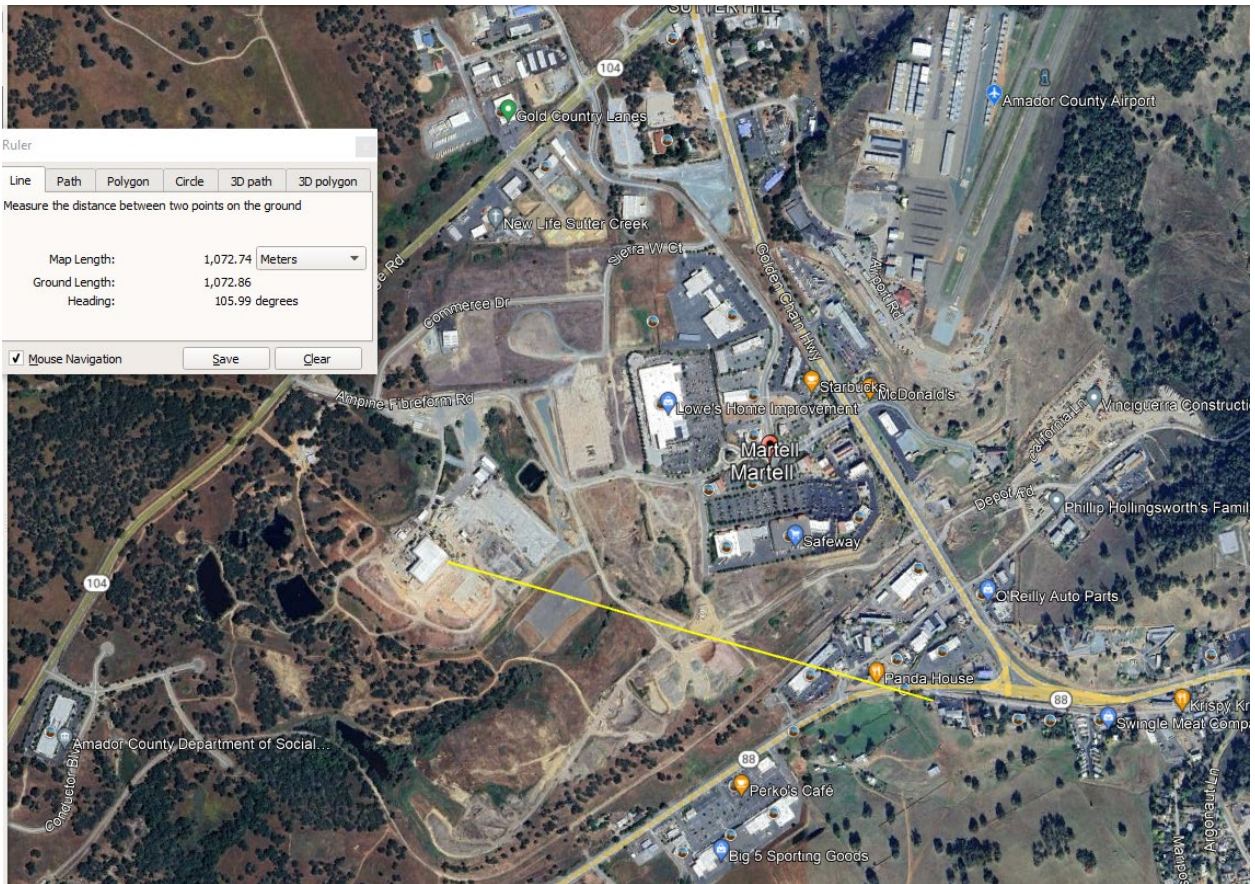 SUTTER HILL
104
Gold Country Lanes
Amador County Airport
Ruler
Line Path Polygon Circle 3D path 3D polygon
Measure the distance between two points on the ground
Map Length: 1,072.74 Meters
Ground Length: 1,072.86
Heading: 105.99 degrees
Mouse Navigation Save Clear
New Life Sutter Creek
Sierra W Ct
Golden Chain Hwy
Airport Rd
Commerce Dr
Ampine Fibreform Rd
Starbucks
McDonald's
Lowe's Home Improvement
California Ln
Vinciguerra Constructi
Martell
Martell
Depot Rd
Phillip Hollingsworth's Famil
Safeway
104
O'Reilly Auto Parts
Panda House
88
Krispy Kr
Swingle Meat Compa
Amador County Department of Social...
Conductor Blvd
88
Perko's Café
Big 5 Sporting Goods
Argonaut Ln
Maripos